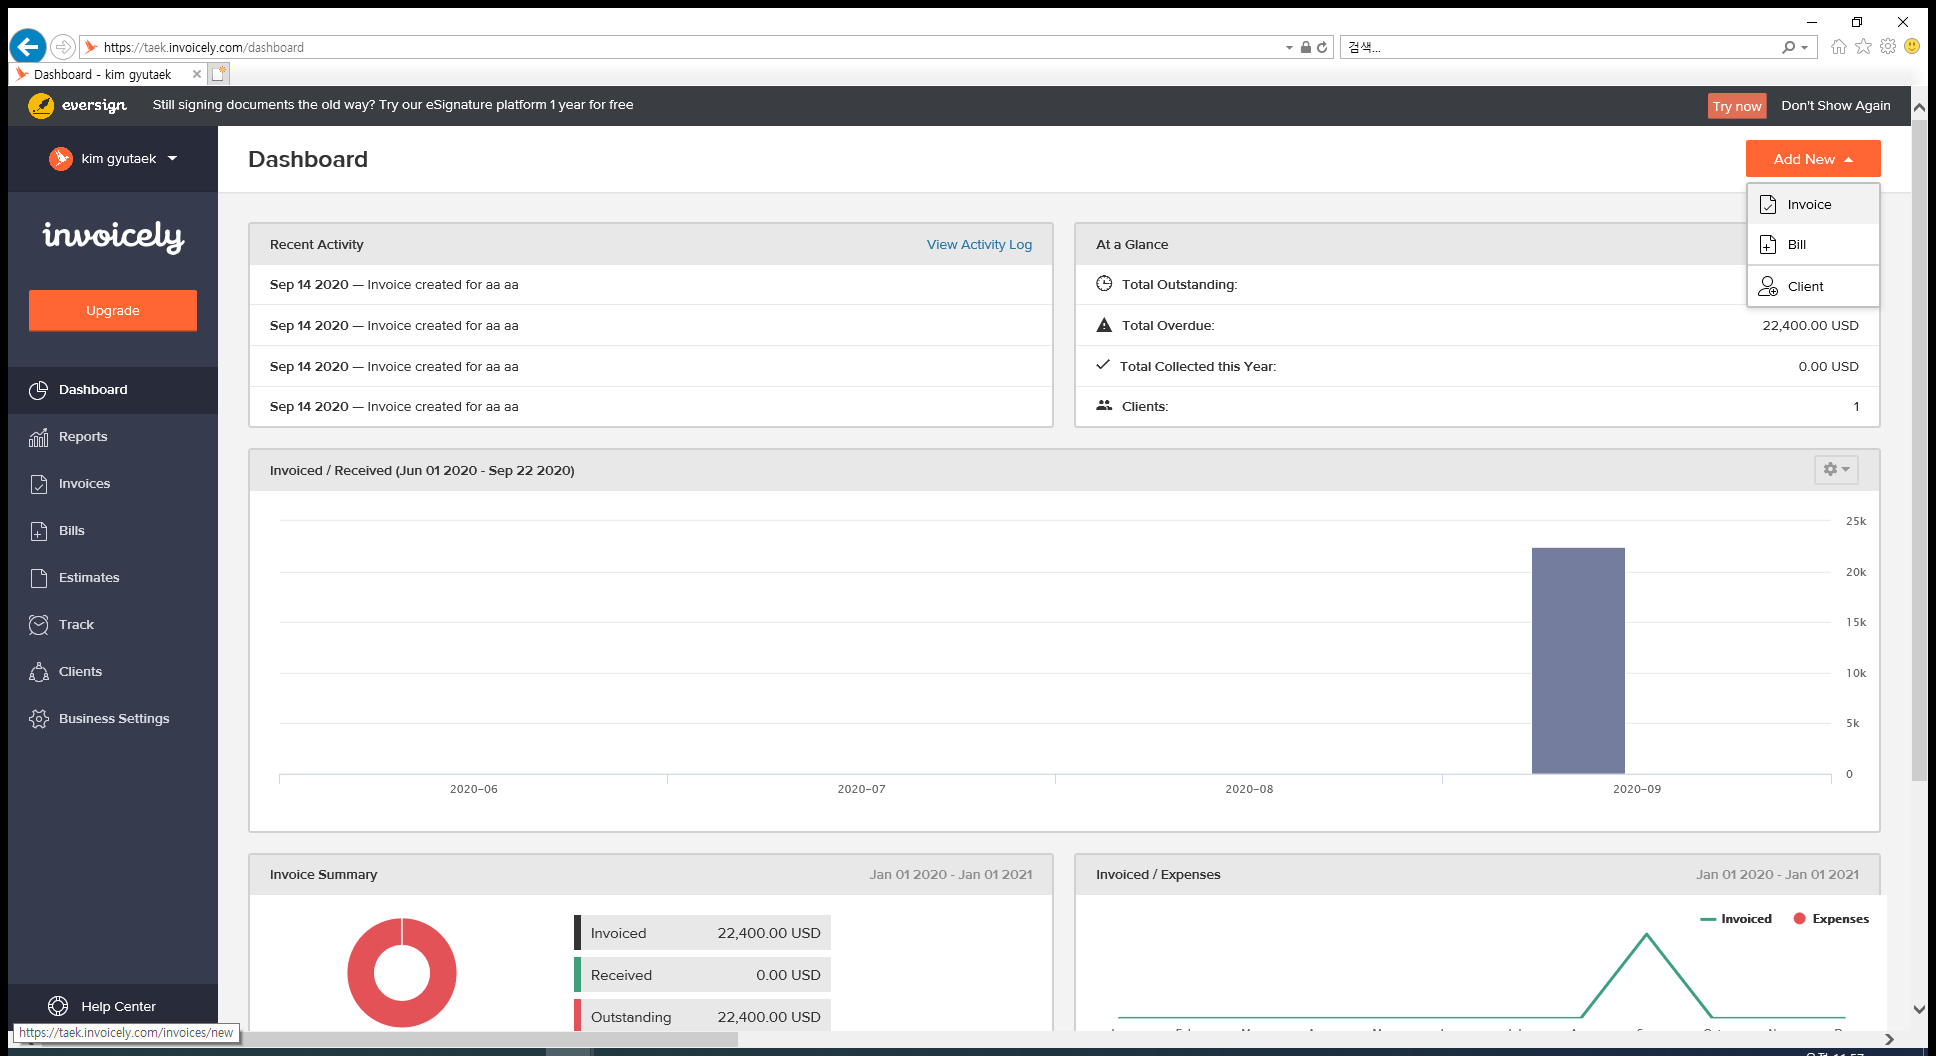 https://taek.invoicely.com/dashboard
검색...
Dashboard - kim gyutaek
eversign
Still signing documents the old way? Try our eSignature platform 1 year for free
Try now
Don't Show Again
kim gyutaek
Dashboard
Add New
Invoice
Bill
Client
invoicely
Upgrade
Dashboard
Reports
Invoices
Bills
Estimates
Track
Clients
Business Settings
Help Center
https://taek.invoicely.com/invoices/new
Recent Activity
View Activity Log
Sep 14 2020 — Invoice created for aa aa
Sep 14 2020 — Invoice created for aa aa
Sep 14 2020 — Invoice created for aa aa
Sep 14 2020 — Invoice created for aa aa
At a Glance
Total Outstanding:
Total Overdue: 22,400.00 USD
Total Collected this Year: 0.00 USD
Clients: 1
Invoiced / Received (Jun 01 2020 - Sep 22 2020)
25k
20k
15k
10k
5k
0
2020-06 2020-07 2020-08 2020-09
Invoice Summary
Jan 01 2020 - Jan 01 2021
Invoiced 22,400.00 USD
Received 0.00 USD
Outstanding 22,400.00 USD
Invoiced / Expenses
Jan 01 2020 - Jan 01 2021
Invoiced Expenses